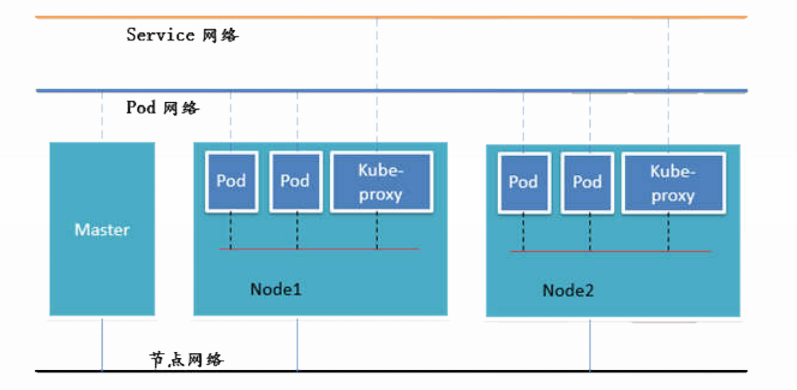 Service 网络
Pod 网络
Master
Pod
Pod
Kube-
proxy
Node1
Pod
Pod
Kube-
proxy
Node2
节点网络